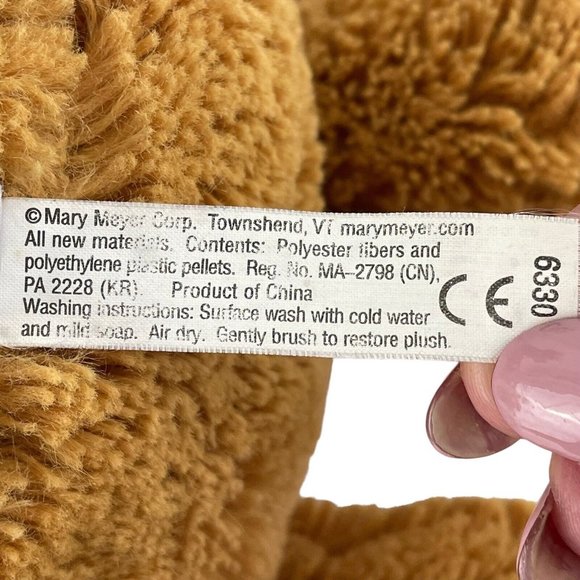 ©Mary Meyer Corp. Townshend, VT marymeyer.com
All new materials. Contents: Polyester fibers and
polyethylene plastic pellets. Reg. No. MA-2798 (CN),
PA 2228 (KR) Product of China
Washing Instructions: Surface wash with cold water
and mild soap. Air dry. Gently brush to restore plush.
CE
6330